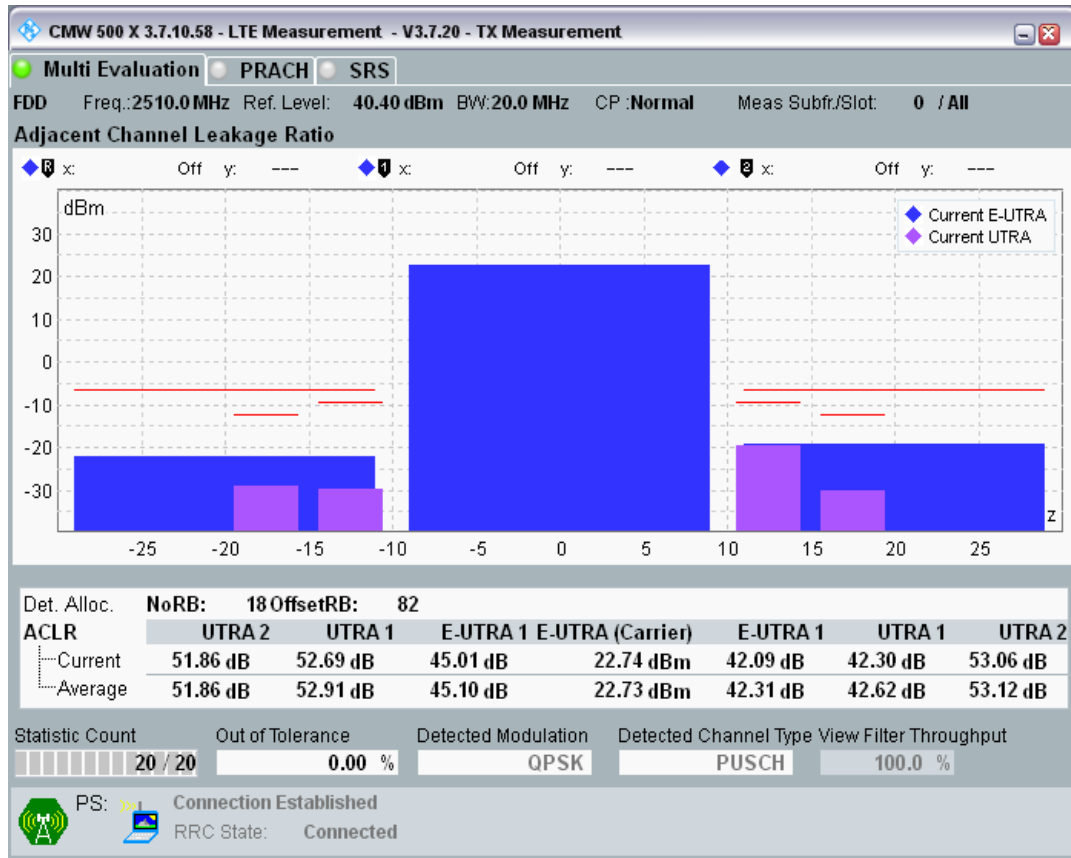 CMW 500 X 3.7.10.58 - LTE Measurement - V3.7.20 - TX Measurement
Multi Evaluation PRACH SRS
FDD Freq.:2510.0 MHz Ref. Level: 40.40 dBm BW:20.0 MHz CP :Normal Meas Subfr./Slot: 0 / All
Adjacent Channel Leakage Ratio
R x: Off y: --- 1 x: Off y: --- 2 x: Off y: ---
dBm
Current E-UTRA
Current UTRA
30
20
10
0
-10
-20
-30
z
-25 -20 -15 -10 -5 0 5 10 15 20 25
Det. Alloc. NoRB: 18 OffsetRB: 82
ACLR UTRA 2 UTRA 1 E-UTRA 1 E-UTRA (Carrier) E-UTRA 1 UTRA 1 UTRA 2
Current 51.86 dB 52.69 dB 45.01 dB 22.74 dBm 42.09 dB 42.30 dB 53.06 dB
Average 51.86 dB 52.91 dB 45.10 dB 22.73 dBm 42.31 dB 42.62 dB 53.12 dB
Statistic Count Out of Tolerance Detected Modulation Detected Channel Type View Filter Throughput
20 / 20 0.00 % QPSK PUSCH 100.0 %
PS: Connection Established
RRC State: Connected